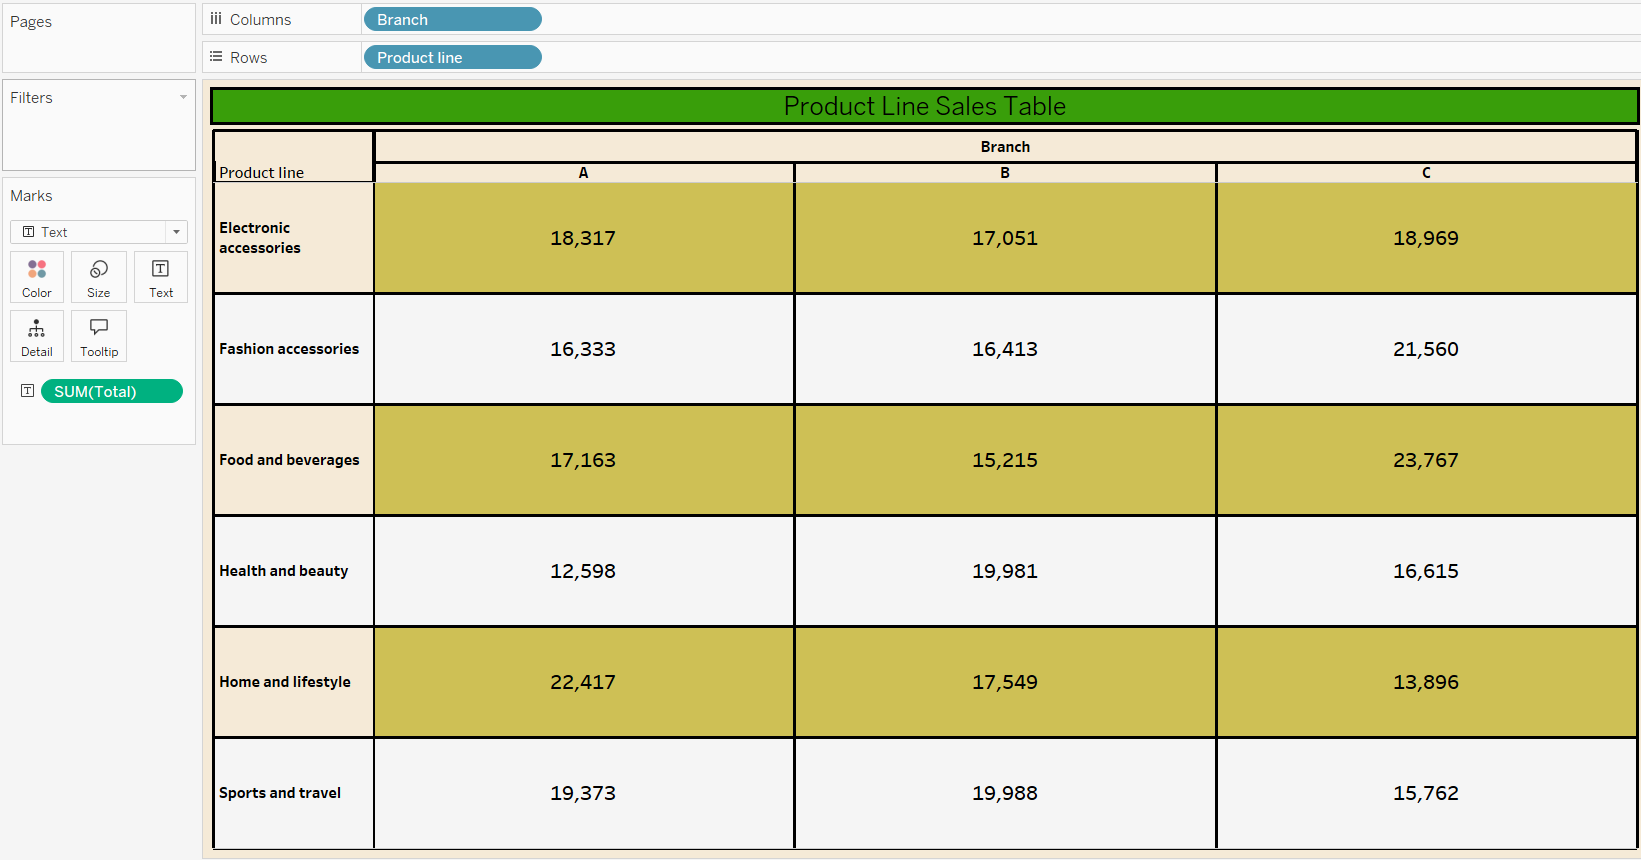 Pages
Columns
Branch
Rows
Product line
Filters
Marks
Text
Color
Size
Text
Detail
Tooltip
SUM(Total)
Product Line Sales Table
Branch
Product line
A
B
C
Electronic
accessories
18,317
17,051
18,969
Fashion accessories
16,333
16,413
21,560
Food and beverages
17,163
15,215
23,767
Health and beauty
12,598
19,981
16,615
Home and lifestyle
22,417
17,549
13,896
Sports and travel
19,373
19,988
15,762